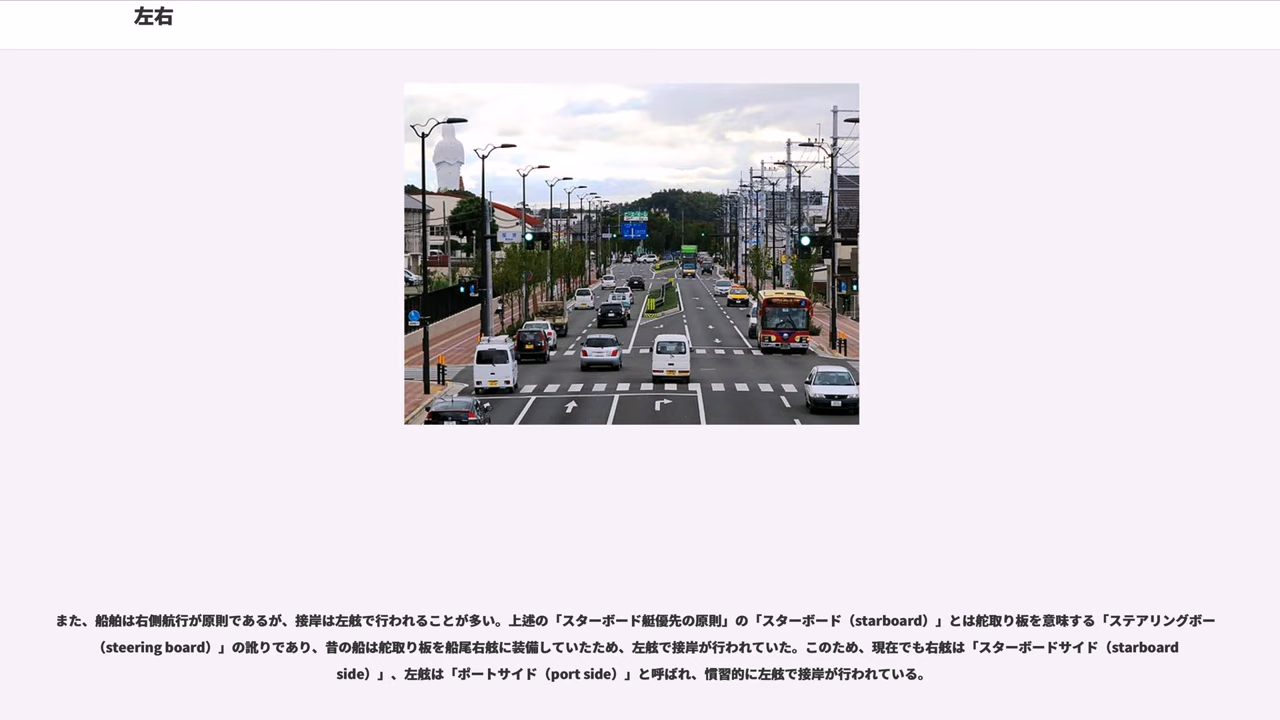 左右
また、船舶は右側航行が原則であるが、接岸は左舷で行われることが多い。上述の「スターボード艇優先の原則」の「スターボード（starboard）」とは舵取り板を意味する「ステアリングボー
（steering board）」の訛りであり、昔の船は舵取り板を船尾右舷に装備していたため、左舷で接岸が行われていた。このため、現在でも右舷は「スターボードサイド（starboard
side）」、左舷は「ポートサイド（port side）」と呼ばれ、慣習的に左舷で接岸が行われている。